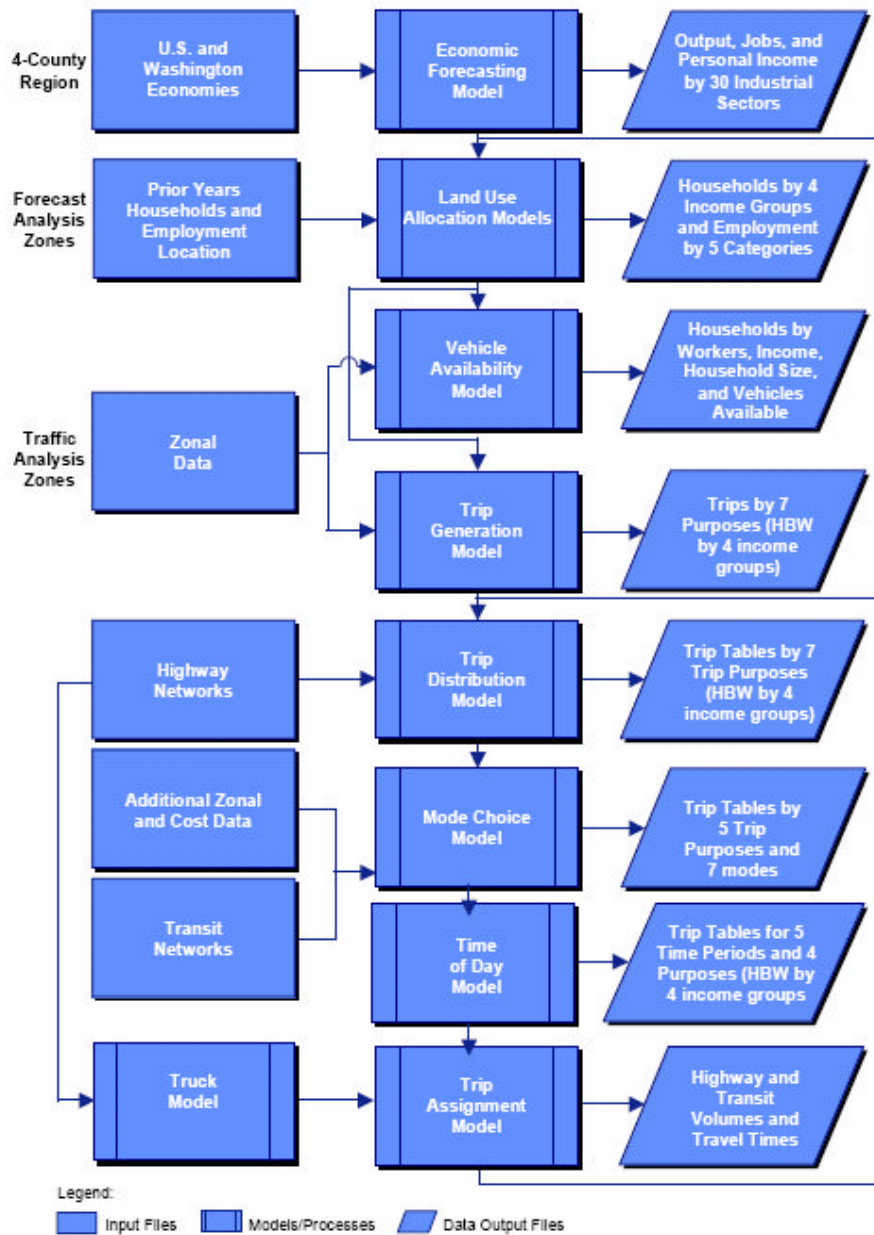 4-County
Region
U.S. and
Washington
Economies
Economic
Forecasting
Model
Output, Jobs, and
Personal Income
by 30 Industrial
Sectors
Forecast
Analysis
Zones
Prior Years
Households and
Employment
Location
Land Use
Allocation Models
Households by 4
Income Groups
and Employment
by 5 Categories
Vehicle
Availability
Model
Households by
Workers, Income,
Household Size,
and Vehicles
Available
Traffic
Analysis
Zones
Zonal
Data
Trip
Generation
Model
Trips by 7
Purposes (HBW
by 4 income
groups)
Highway
Networks
Trip
Distribution
Model
Trip Tables by 7
Trip Purposes
(HBW by 4
income groups)
Additional Zonal
and Cost Data
Mode Choice
Model
Trip Tables by
5 Trip
Purposes and
7 modes
Transit
Networks
Time
of Day
Model
Trip Tables for 5
Time Periods and 4
Purposes (HBW by
4 income groups
Truck
Model
Trip
Assignment
Model
Highway and
Transit
Volumes and
Travel Times
Legend:
Input Files
Models/Processes
Data Output Files